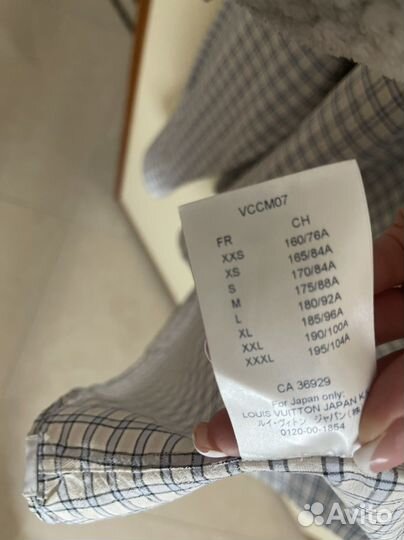 VCCM07
FR CH
XXS 160/76A
XS 165/84A
S 170/84A
M 175/88A
L 180/92A
XL 185/96A
XXL 190/100A
XXXL 195/104A
CA 36929
For Japan only:
LOUIS VUITTON JAPAN K
ルイ・ヴィトン ジャパン(株
0120-00-1854
Avito